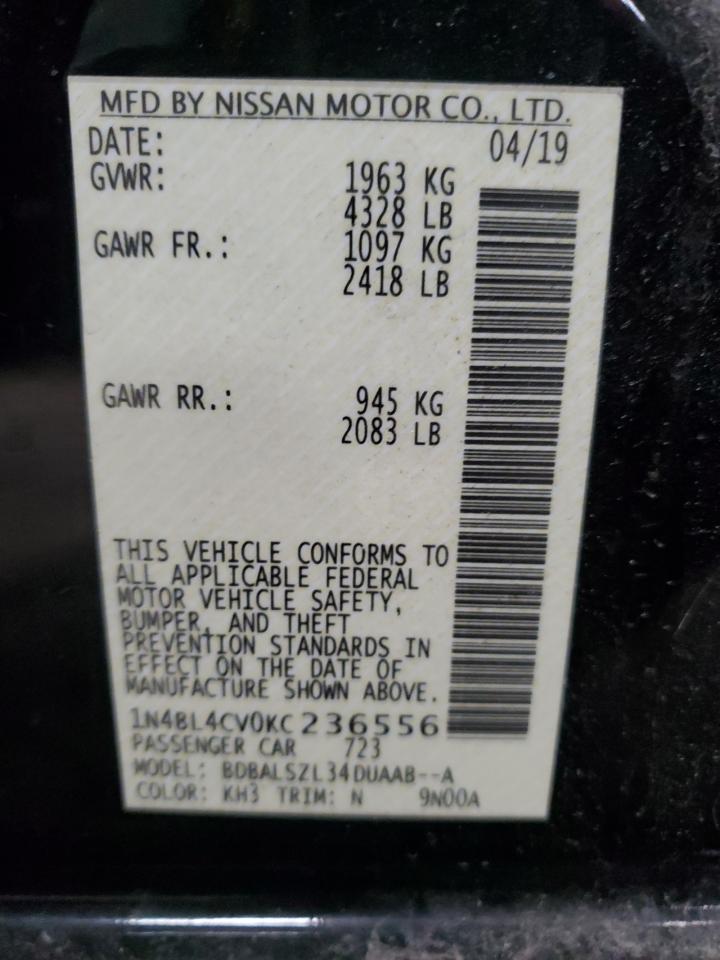 MFD BY NISSAN MOTOR CO., LTD.
DATE: 04/19
GVWR: 1963 KG
4328 LB
GAWR FR.: 1097 KG
2418 LB
GAWR RR.: 945 KG
2083 LB
THIS VEHICLE CONFORMS TO
ALL APPLICABLE FEDERAL
MOTOR VEHICLE SAFETY,
BUMPER, AND THEFT
PREVENTION STANDARDS IN
EFFECT ON THE DATE OF
MANUFACTURE SHOWN ABOVE.
1N4BL4CV0KC236556
PASSENGER CAR 723
MODEL: BDBALSZL34DUAAB--A
COLOR: KH3 TRIM: N 9N00A